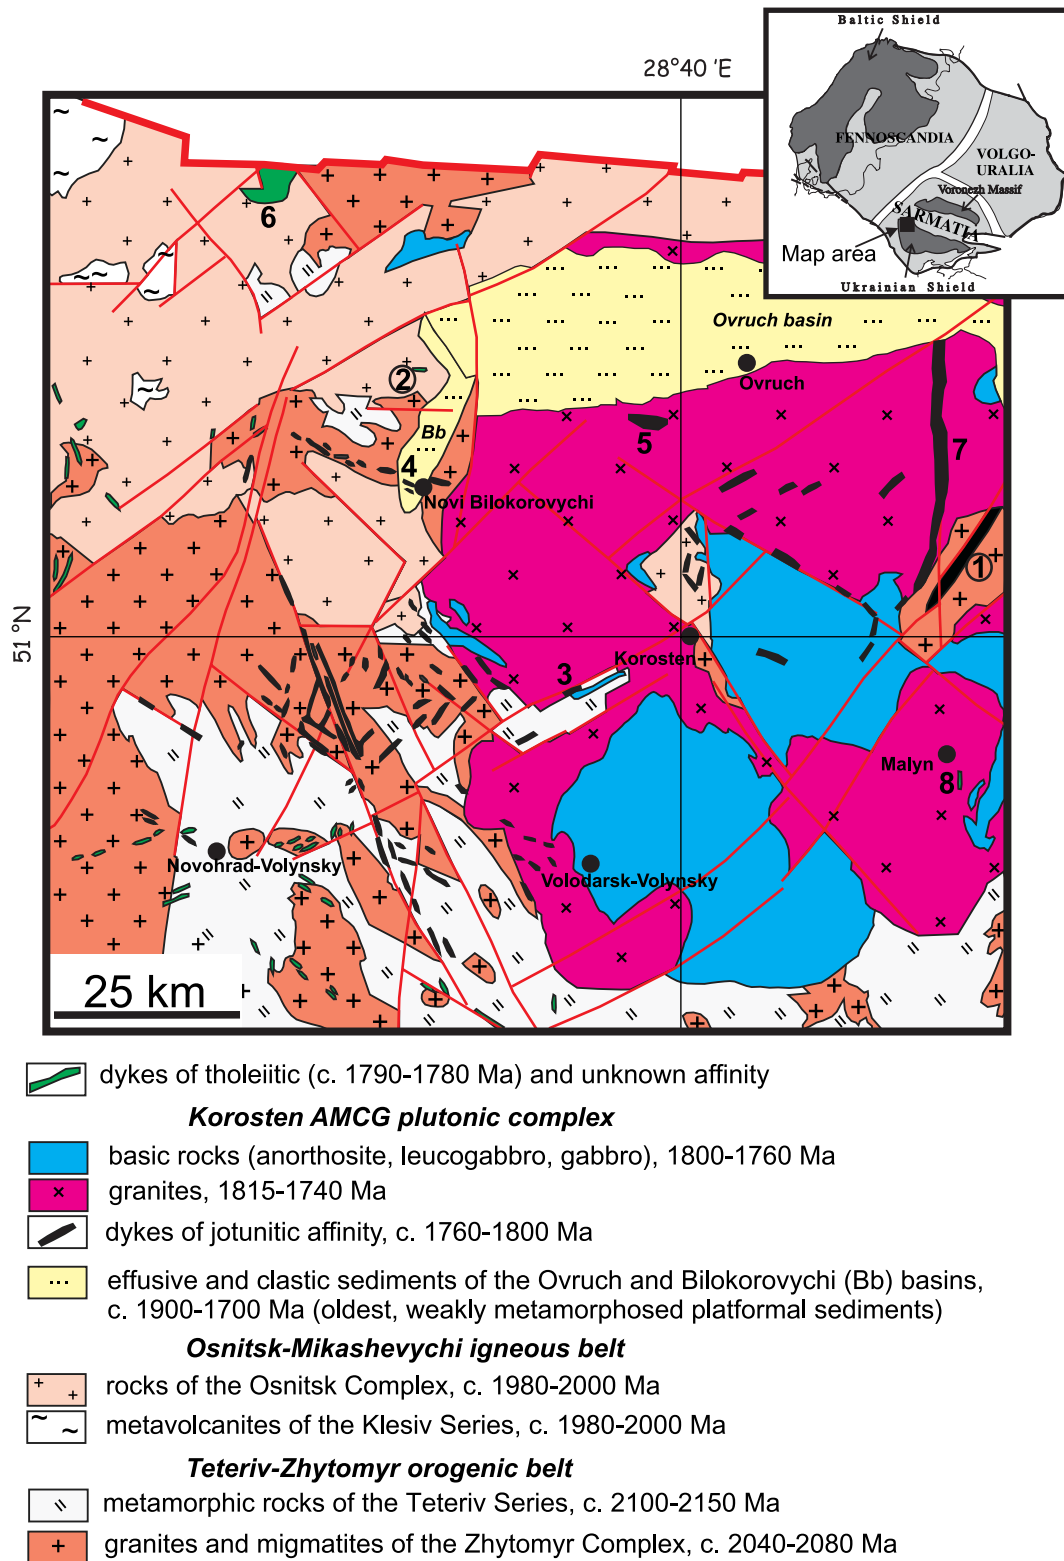 Baltic Shield
28°40 'E
FENNOSCANDIA
VOLGO-
URALIA
Voronezh Massif
SARMATIA
Map area
Ukrainian Shield
6
Ovruch basin
Ovruch
2
Bb
5
4
7
Novi Bilokorovychi
1
51 °N
Korosten
3
Malyn
8
Novohrad-Volynsky
Volodarsk-Volynsky
25 km
dykes of tholeiitic (c. 1790-1780 Ma) and unknown affinity
Korosten AMCG plutonic complex
basic rocks (anorthosite, leucogabbro, gabbro), 1800-1760 Ma
granites, 1815-1740 Ma
dykes of jotunitic affinity, c. 1760-1800 Ma
effusive and clastic sediments of the Ovruch and Bilokorovychi (Bb) basins,
c. 1900-1700 Ma (oldest, weakly metamorphosed platformal sediments)
Osnitsk-Mikashevychi igneous belt
rocks of the Osnitsk Complex, c. 1980-2000 Ma
metavolcanites of the Klesiv Series, c. 1980-2000 Ma
Teteriv-Zhytomyr orogenic belt
metamorphic rocks of the Teteriv Series, c. 2100-2150 Ma
granites and migmatites of the Zhytomyr Complex, c. 2040-2080 Ma